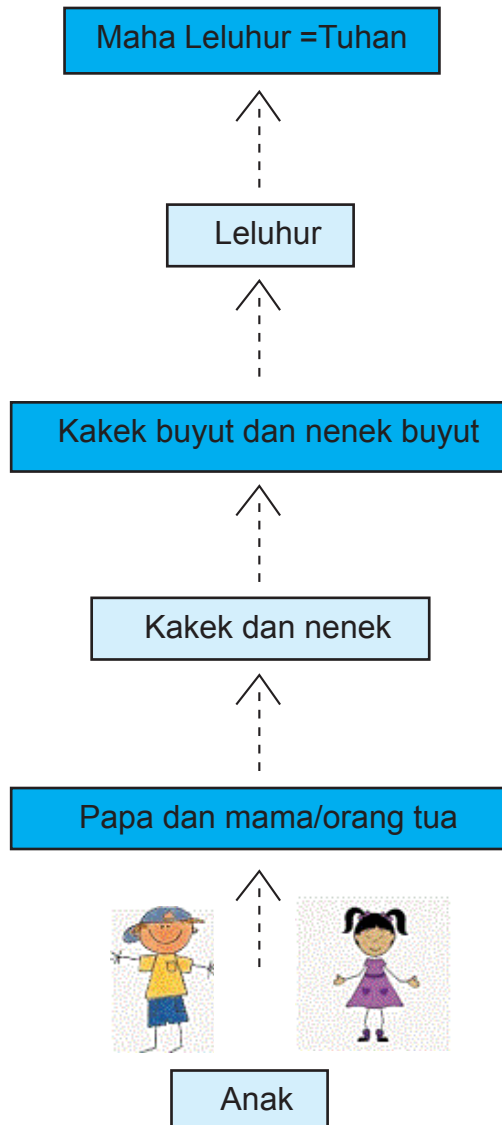 Maha Leluhur =Tuhan
Leluhur
Kakek buyut dan nenek buyut
Kakek dan nenek
Papa dan mama/orang tua
Anak